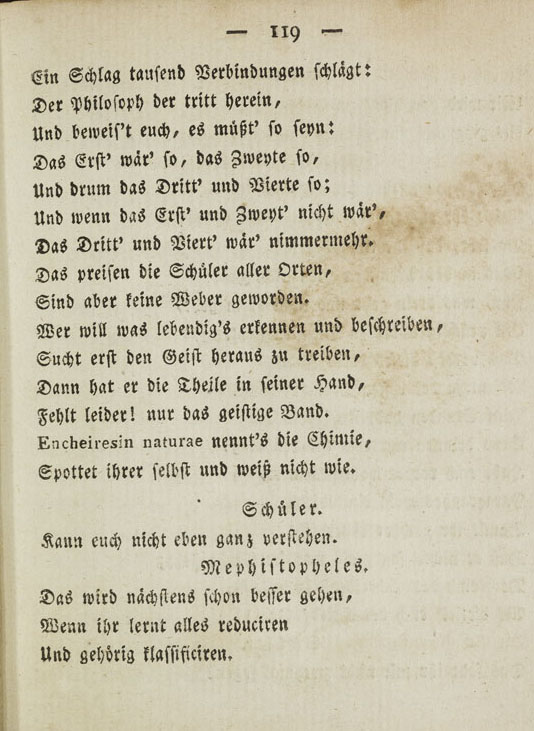 — 119 —
Ein Schlag tausend Verbindungen schlägt:
Der Philosoph der tritt herein,
Und beweis't euch, es müßt' so seyn:
Das Erst' wär' so, das Zweyte so,
Und drum das Dritt' und Vierte so;
Und wenn das Erst' und Zweyt' nicht wär',
Das Dritt' und Viert' wär' nimmermehr.
Das preisen die Schüler aller Orten,
Sind aber keine Weber geworden.
Wer will was lebendig's erkennen und beschreiben,
Sucht erst den Geist heraus zu treiben,
Dann hat er die Theile in seiner Hand,
Fehlt leider! nur das geistige Band.
Encheiresin naturae nennt's die Chimie,
Spottet ihrer selbst und weiß nicht wie.
Schüler.
Kann euch nicht eben ganz verstehen.
Mephistopheles.
Das wird nächstens schon besser gehen,
Wenn ihr lernt alles reduciren
Und gehörig klassificiren.